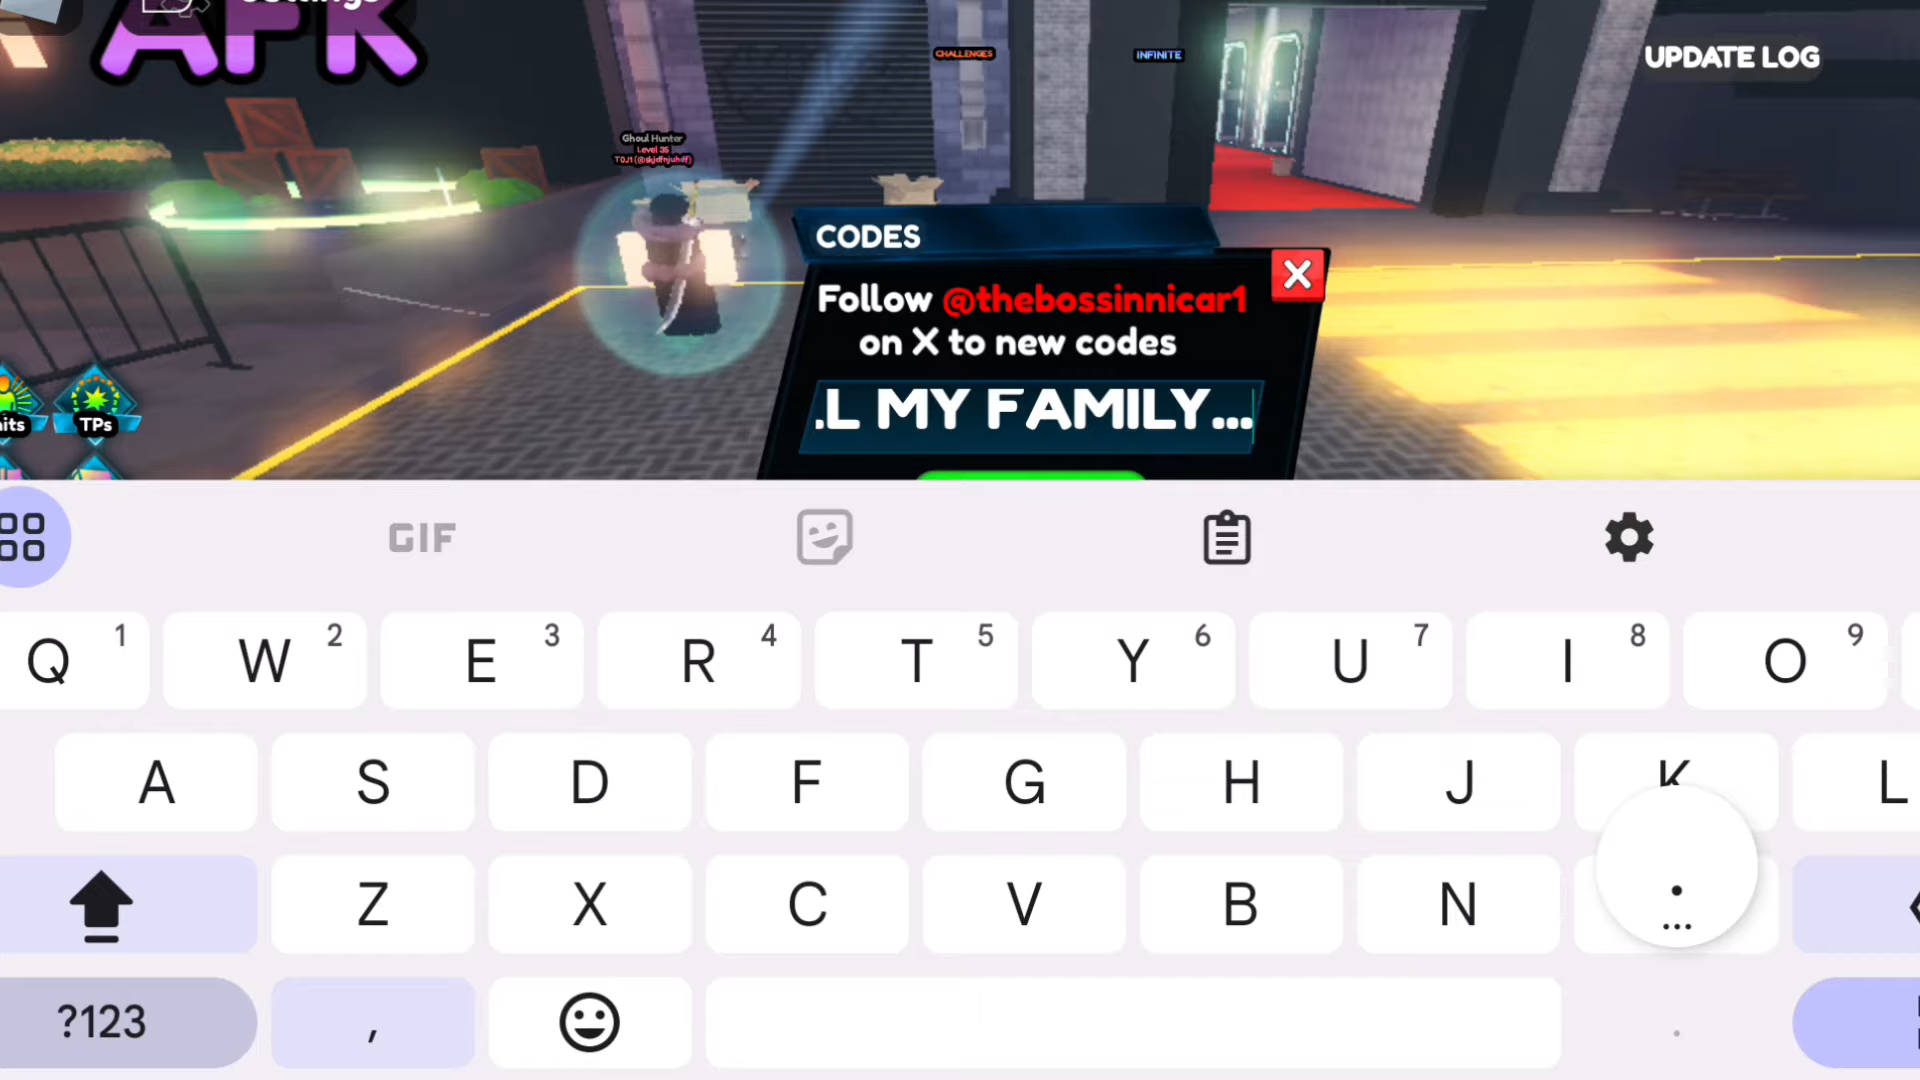 AFK
CHALLENGES
INFINITE
UPDATE LOG
Ghoul Hunter
Level 35
CODES
Follow @thebossinnicar1
on X to new codes
.L MY FAMILY...
TPs
GIF
Q 1 W 2 E 3 R 4 T 5 Y 6 U 7 I 8 O 9
A S D F G H J K L
Z X C V B N
. ...
?123 , .